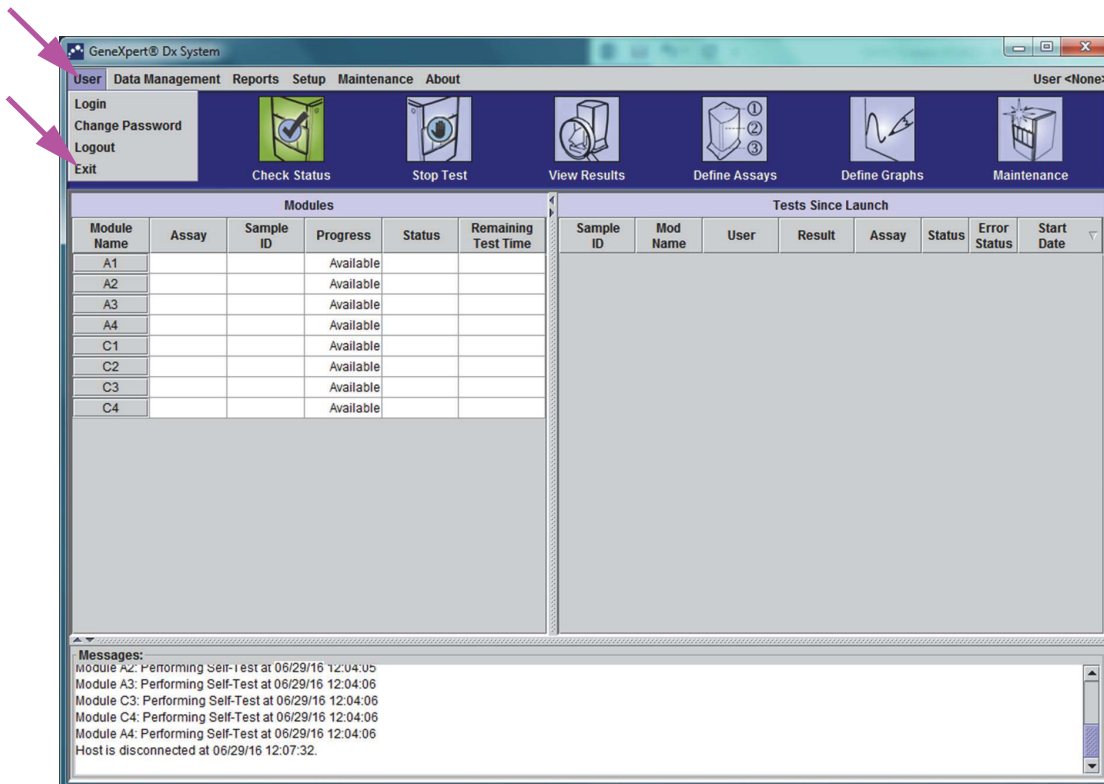 GeneXpert® Dx System
User Data Management Reports Setup Maintenance About User <None>
Login
Change Password
Logout
Exit
Check Status Stop Test View Results Define Assays Define Graphs Maintenance
① ② ③
Modules
Module Name Assay Sample ID Progress Status Remaining Test Time
A1 Available
A2 Available
A3 Available
A4 Available
C1 Available
C2 Available
C3 Available
C4 Available
Tests Since Launch
Sample ID Mod Name User Result Assay Status Error Status Start Date
Messages:
Module A2: Performing Self-Test at 06/29/16 12:04:05
Module A3: Performing Self-Test at 06/29/16 12:04:06
Module C3: Performing Self-Test at 06/29/16 12:04:06
Module C4: Performing Self-Test at 06/29/16 12:04:06
Module A4: Performing Self-Test at 06/29/16 12:04:06
Host is disconnected at 06/29/16 12:07:32.